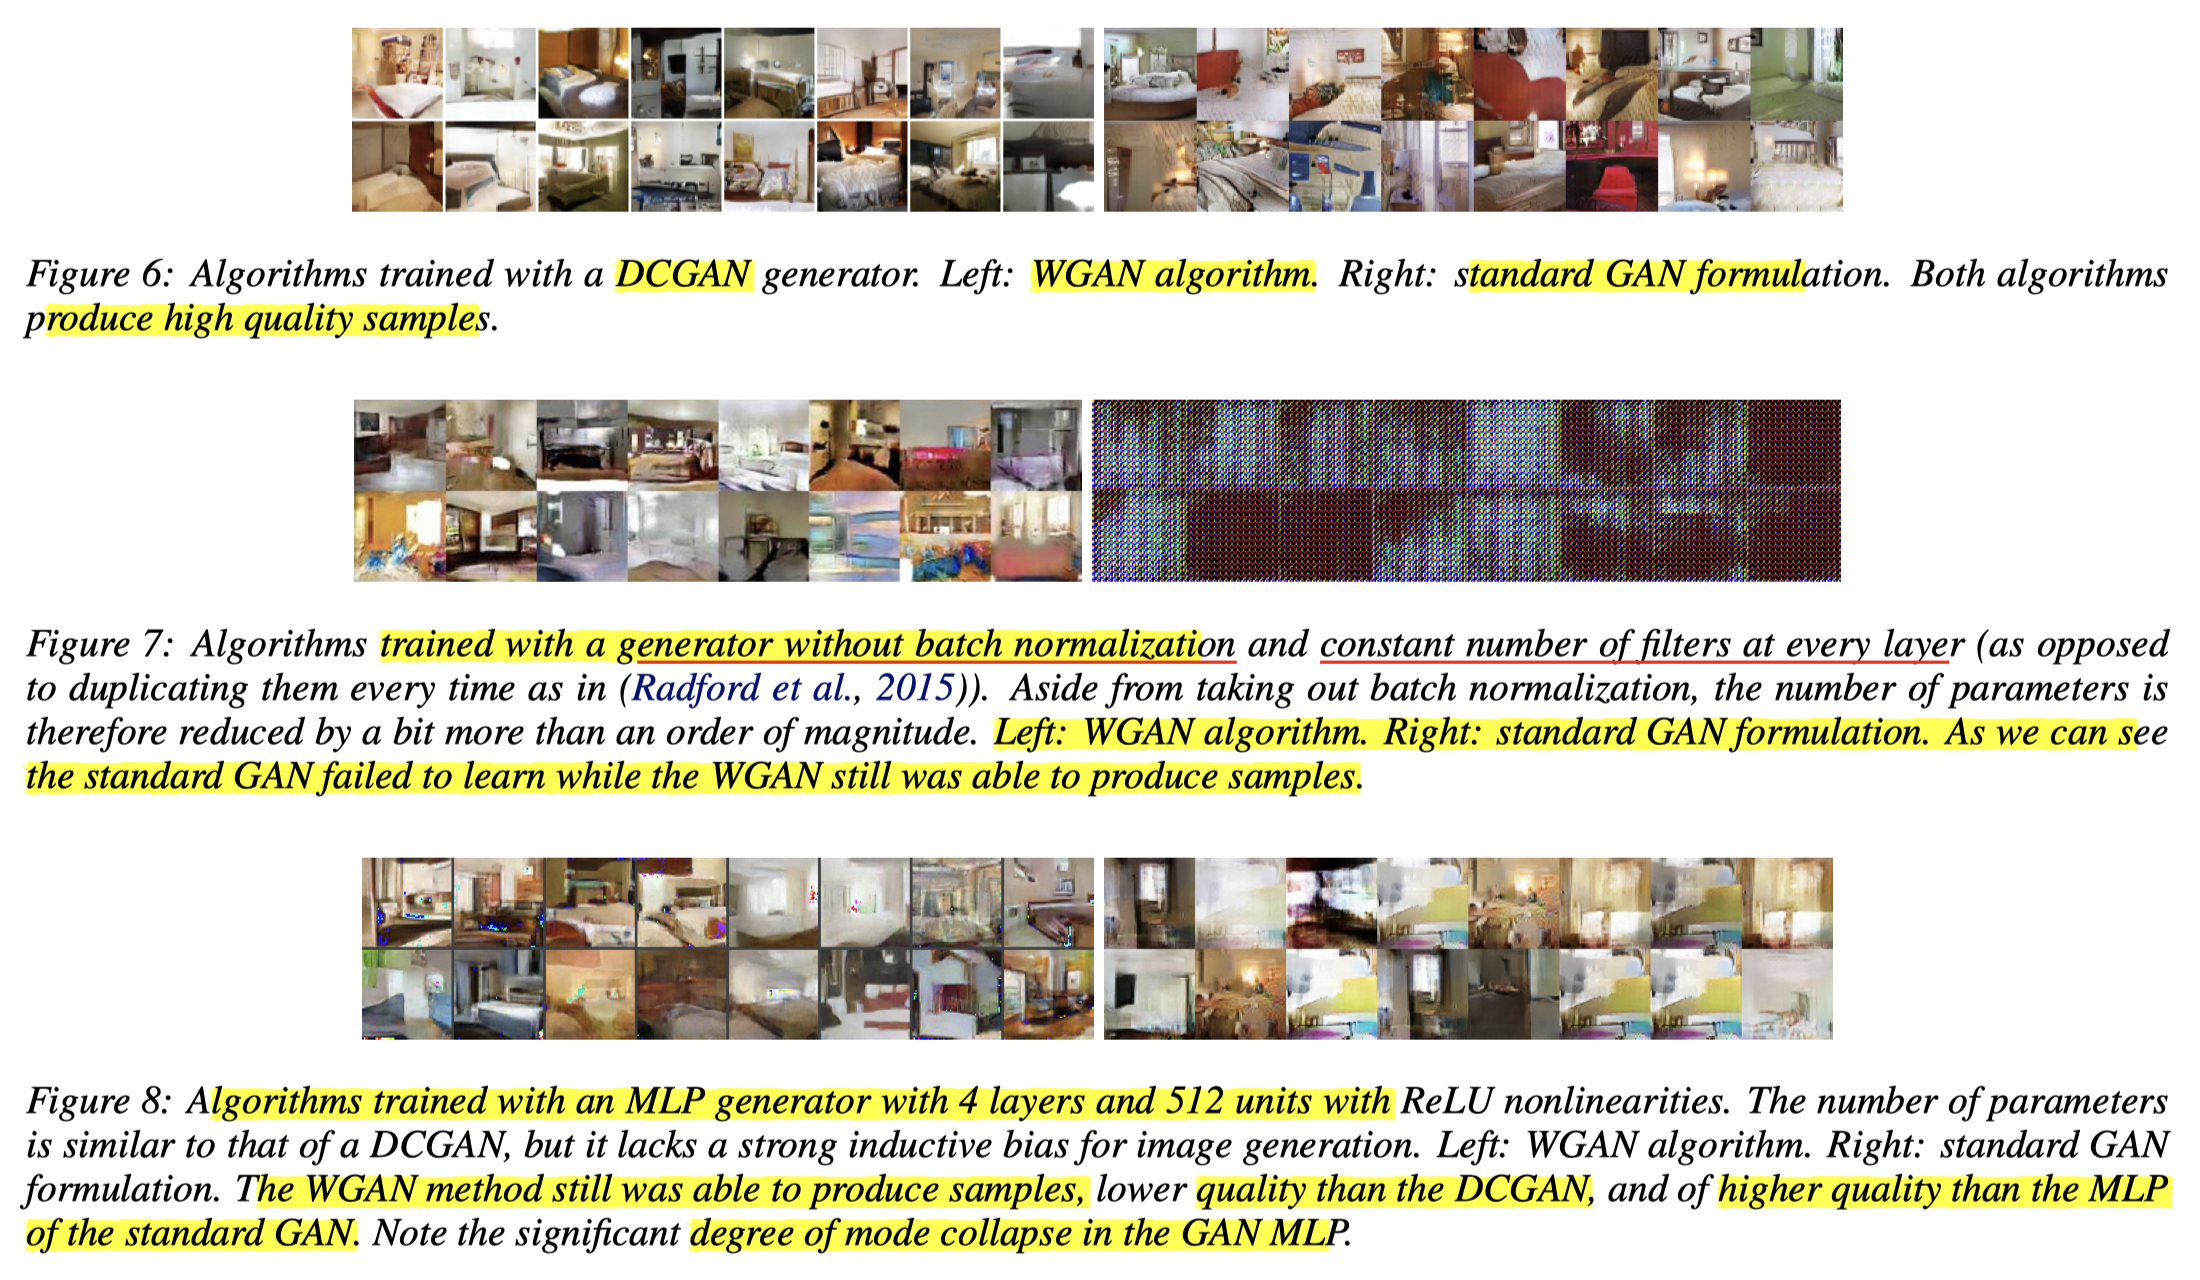 Figure 6: Algorithms trained with a DCGAN generator. Left: WGAN algorithm. Right: standard GAN formulation. Both algorithms
produce high quality samples.
Figure 7: Algorithms trained with a generator without batch normalization and constant number of filters at every layer (as opposed
to duplicating them every time as in (Radford et al., 2015)). Aside from taking out batch normalization, the number of parameters is
therefore reduced by a bit more than an order of magnitude. Left: WGAN algorithm. Right: standard GAN formulation. As we can see
the standard GAN failed to learn while the WGAN still was able to produce samples.
Figure 8: Algorithms trained with an MLP generator with 4 layers and 512 units with ReLU nonlinearities. The number of parameters
is similar to that of a DCGAN, but it lacks a strong inductive bias for image generation. Left: WGAN algorithm. Right: standard GAN
formulation. The WGAN method still was able to produce samples, lower quality than the DCGAN, and of higher quality than the MLP
of the standard GAN. Note the significant degree of mode collapse in the GAN MLP.